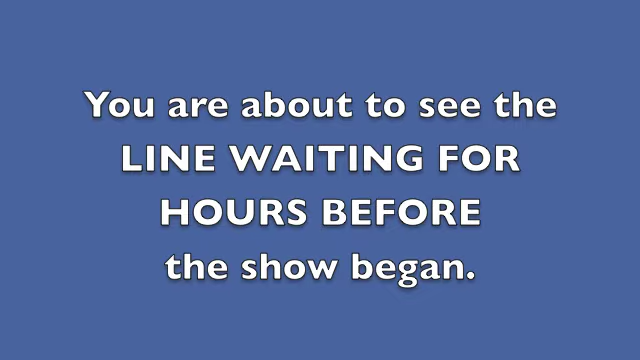 You are about to see the
LINE WAITING FOR
HOURS BEFORE
the show began.